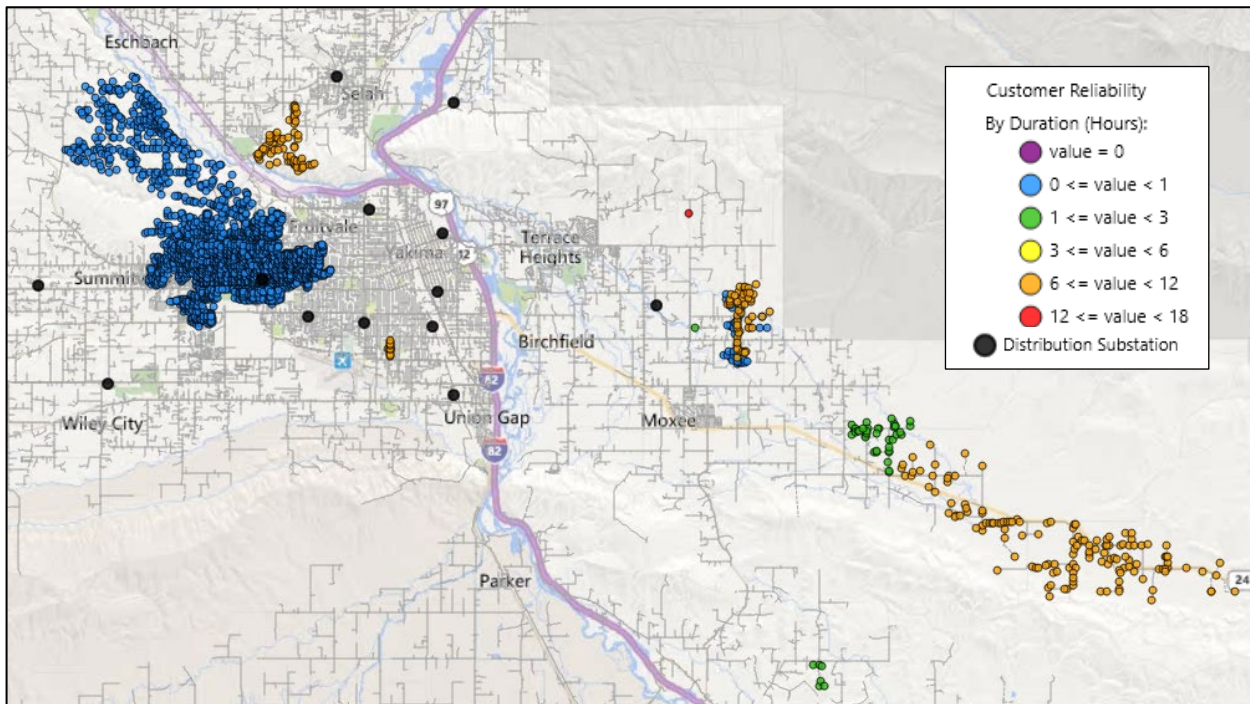 Eschbach
Selah
Customer Reliability
By Duration (Hours):
value = 0
0 <= value < 1
1 <= value < 3
3 <= value < 6
6 <= value < 12
12 <= value < 18
Distribution Substation
97
Fruitvale
Yakima
12
Terrace
Heights
Summit
Birchfield
82
Union Gap
Moxee
Wiley City
82
Parker
24